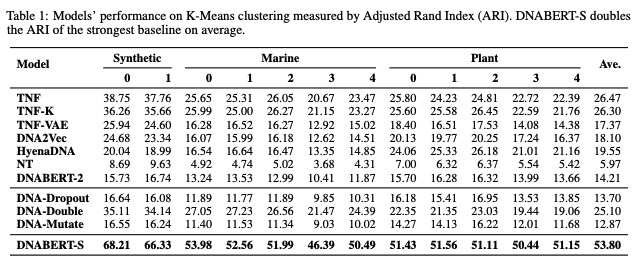 Table 1: Models' performance on K-Means clustering measured by Adjusted Rand Index (ARI). DNABERT-S doubles
the ARI of the strongest baseline on average.
Model Synthetic Marine Plant Ave.
0 1 0 1 2 3 4 0 1 2 3 4
TNF 38.75 37.76 25.65 25.31 26.05 20.67 23.47 25.80 24.23 24.81 22.72 22.39 26.47
TNF-K 36.26 35.66 25.99 25.00 26.27 21.15 23.27 26.60 25.58 26.45 22.59 21.76 26.30
TNF-VAE 25.94 24.60 16.28 16.52 16.27 12.92 15.02 18.40 16.51 17.53 14.08 14.38 17.37
DNA2Vec 24.68 23.34 16.07 15.99 16.18 12.62 14.51 20.13 19.77 20.25 17.24 16.37 18.10
HyenaDNA 20.04 18.99 16.54 16.64 16.47 13.35 14.85 24.06 25.33 26.18 21.01 21.16 19.55
NT 8.69 9.63 4.92 4.74 5.02 3.68 4.31 7.00 6.32 6.37 5.54 5.42 5.97
DNABERT-2 15.73 16.74 13.24 13.53 12.99 10.41 11.87 15.70 16.28 16.32 13.99 13.66 14.21
DNA-Dropout 16.64 16.08 11.89 11.77 11.89 9.85 10.31 16.18 15.41 16.95 13.53 13.85 13.70
DNA-Double 35.11 34.14 27.05 27.23 26.56 21.47 24.39 22.35 21.35 23.03 19.44 19.06 25.10
DNA-Mutate 16.55 16.24 11.40 11.53 11.34 9.03 10.02 14.27 14.13 16.22 12.01 11.68 12.87
DNABERT-S 68.21 66.33 53.98 52.56 51.99 46.39 50.49 51.43 51.56 51.11 50.44 51.15 53.80